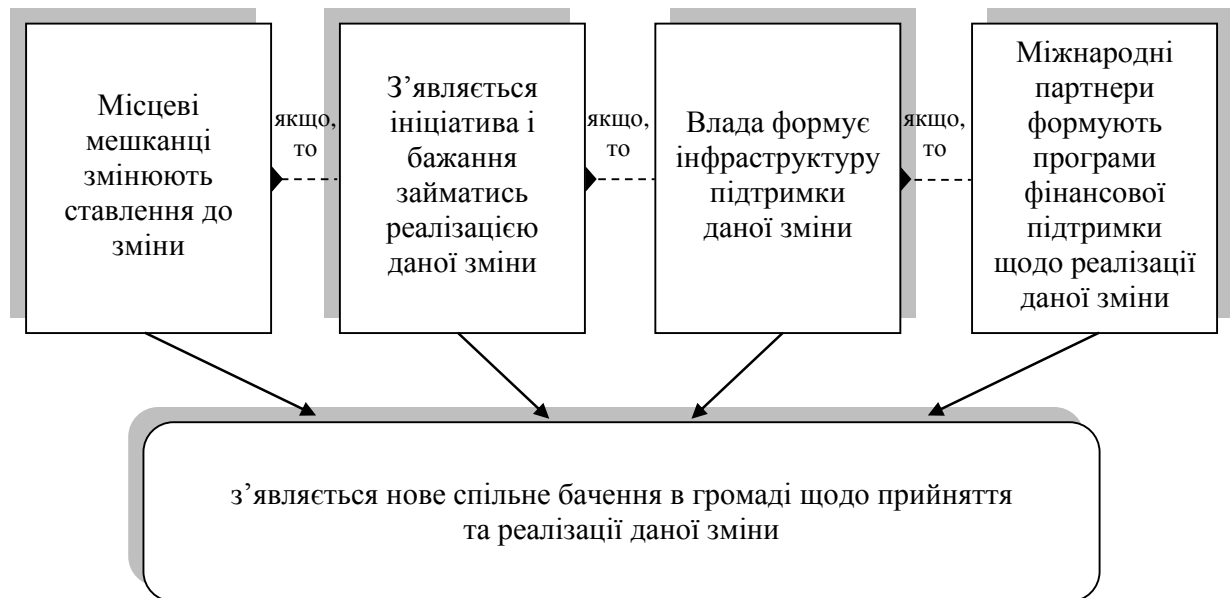 Місцеві
мешканці
змінюють
ставлення до
зміни
якщо,
то
З’являється
ініціатива і
бажання
займатись
реалізацією
даної зміни
якщо,
то
Влада формує
інфраструктуру
підтримки
даної зміни
якщо,
то
Міжнародні
партнери
формують
програми
фінансової
підтримки
щодо реалізації
даної зміни
з’являється нове спільне бачення в громаді щодо прийняття
та реалізації даної зміни